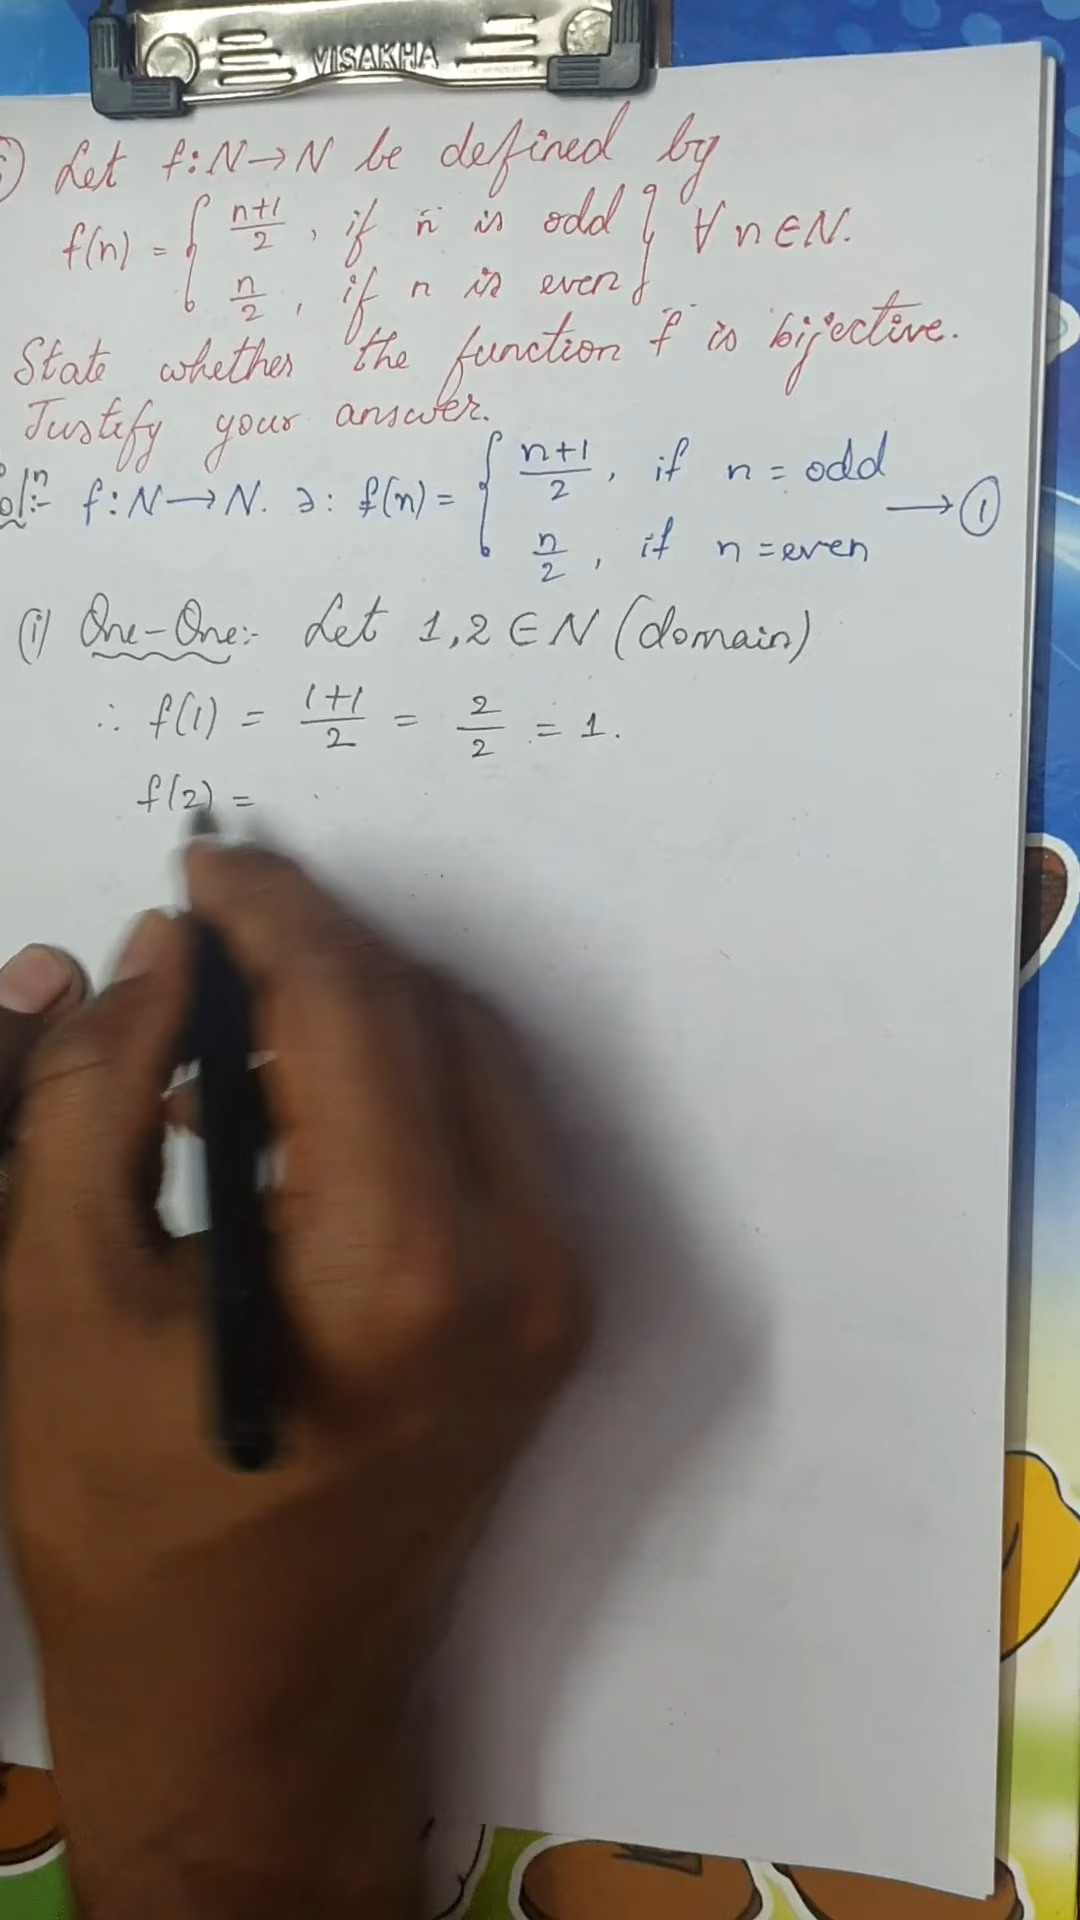 VISAKHA
Let f:N→N be defined by
f(n) = { (n+1)/2, if n is odd
n/2, if n is even } ∀ n∈N.
State whether the function f is bijective.
Justify your answer.
f:N→N. ∋: f(n) = { (n+1)/2, if n = odd
n/2, if n = even → ①
(i) One-One:- Let 1,2 ∈ N (domain)
∴ f(1) = (1+1)/2 = 2/2 = 1.
f(2) =